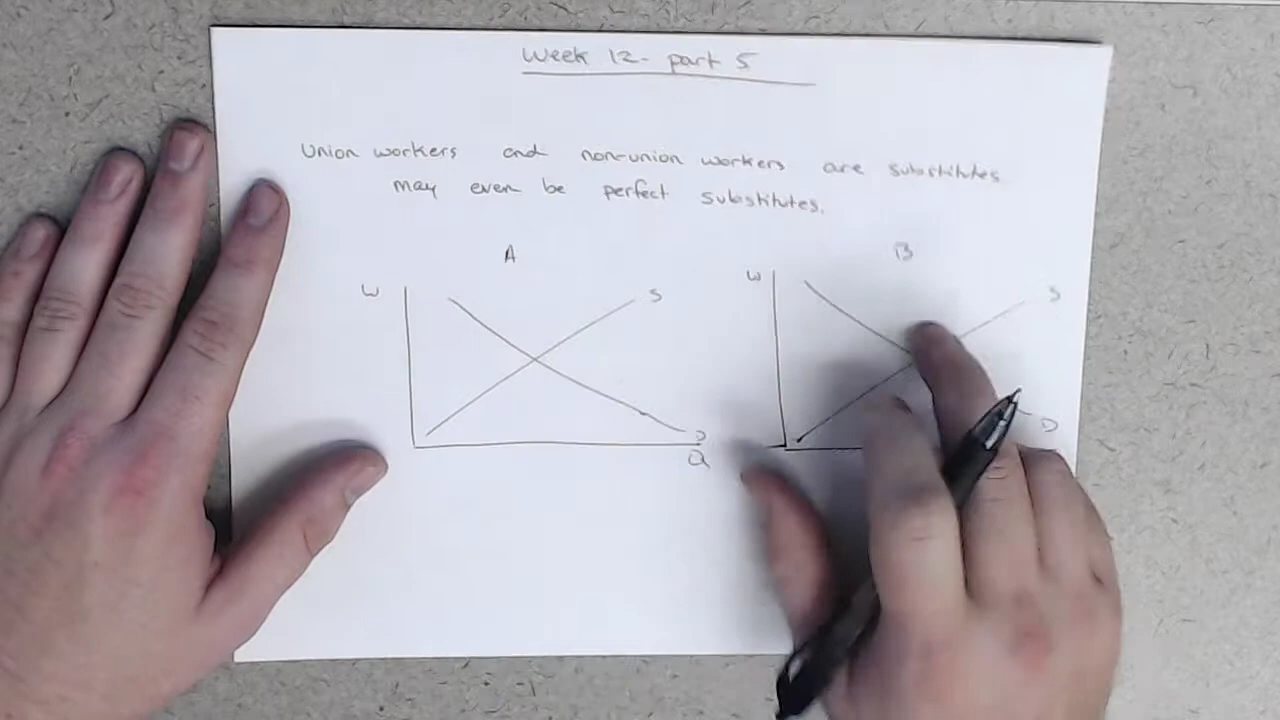 Week 12- part 5
Union workers and non-union workers are substitutes
may even be perfect substitutes.
A
B
W
S
D
Q
W
S
D